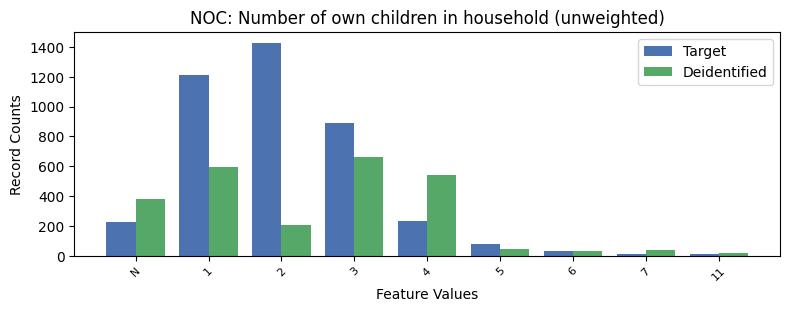 NOC: Number of own children in household (unweighted)
Target
Deidentified
Record Counts
1400
1200
1000
800
600
400
200
0
N 1 2 3 4 5 6 7 11
Feature Values